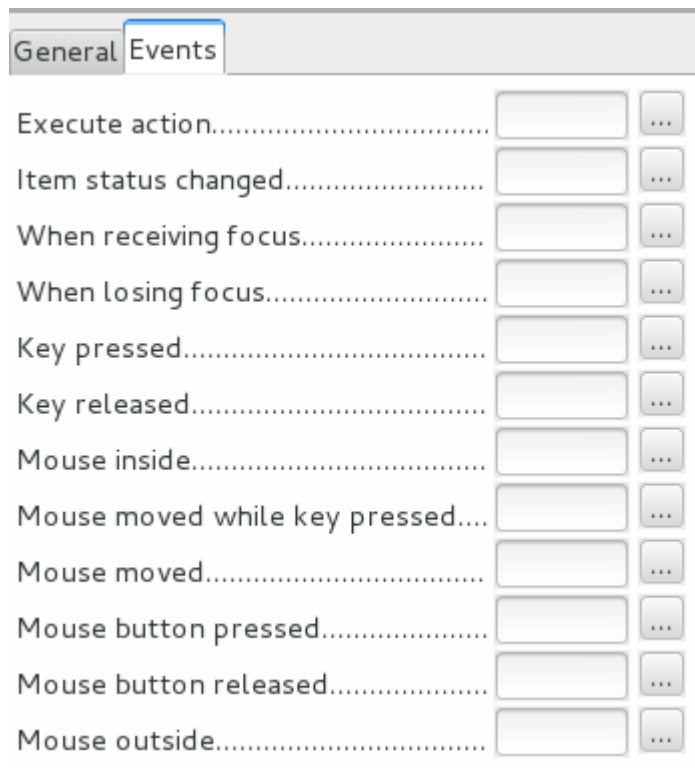 General Events
Execute action.................................... ...
Item status changed......................... ...
When receiving focus....................... ...
When losing focus............................ ...
Key pressed....................................... ...
Key released...................................... ...
Mouse inside...................................... ...
Mouse moved while key pressed.... ...
Mouse moved.................................... ...
Mouse button pressed..................... ...
Mouse button released.................... ...
Mouse outside................................... ...